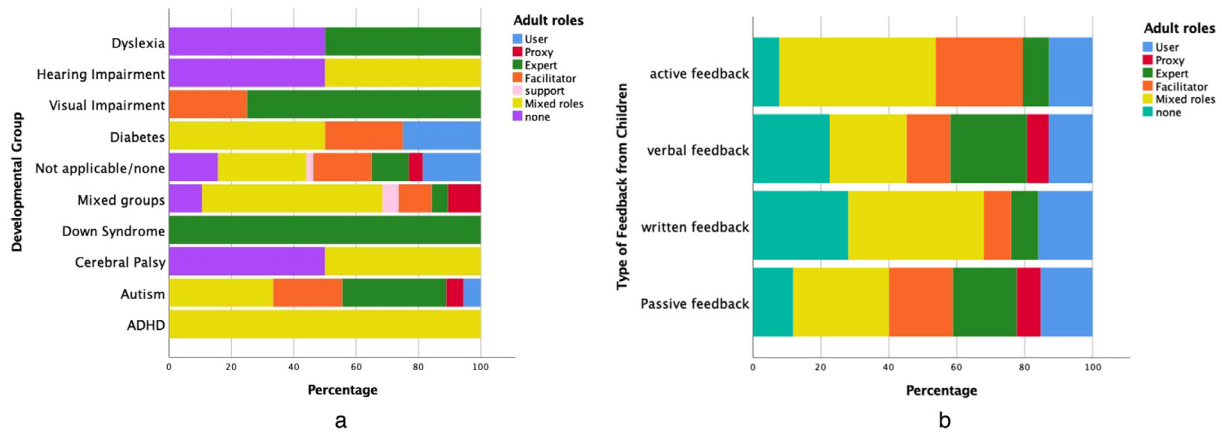 Adult roles
User
Proxy
Expert
Facilitator
support
Mixed roles
none
Developmental Group
Dyslexia
Hearing Impairment
Visual Impairment
Diabetes
Not applicable/none
Mixed groups
Down Syndrome
Cerebral Palsy
Autism
ADHD
0 20 40 60 80 100
Percentage
a
Adult roles
User
Proxy
Expert
Facilitator
Mixed roles
none
Type of Feedback from Children
active feedback
verbal feedback
written feedback
Passive feedback
0 20 40 60 80 100
Percentage
b